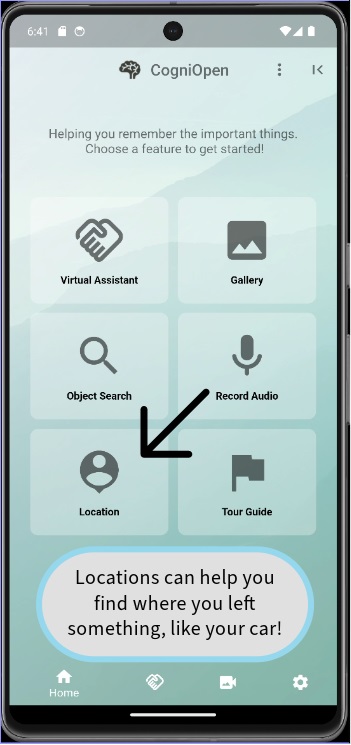 6:41
CogniOpen
Helping you remember the important things.
Choose a feature to get started!
Virtual Assistant
Gallery
Object Search
Record Audio
Location
Tour Guide
Locations can help you
find where you left
something, like your car!
Home